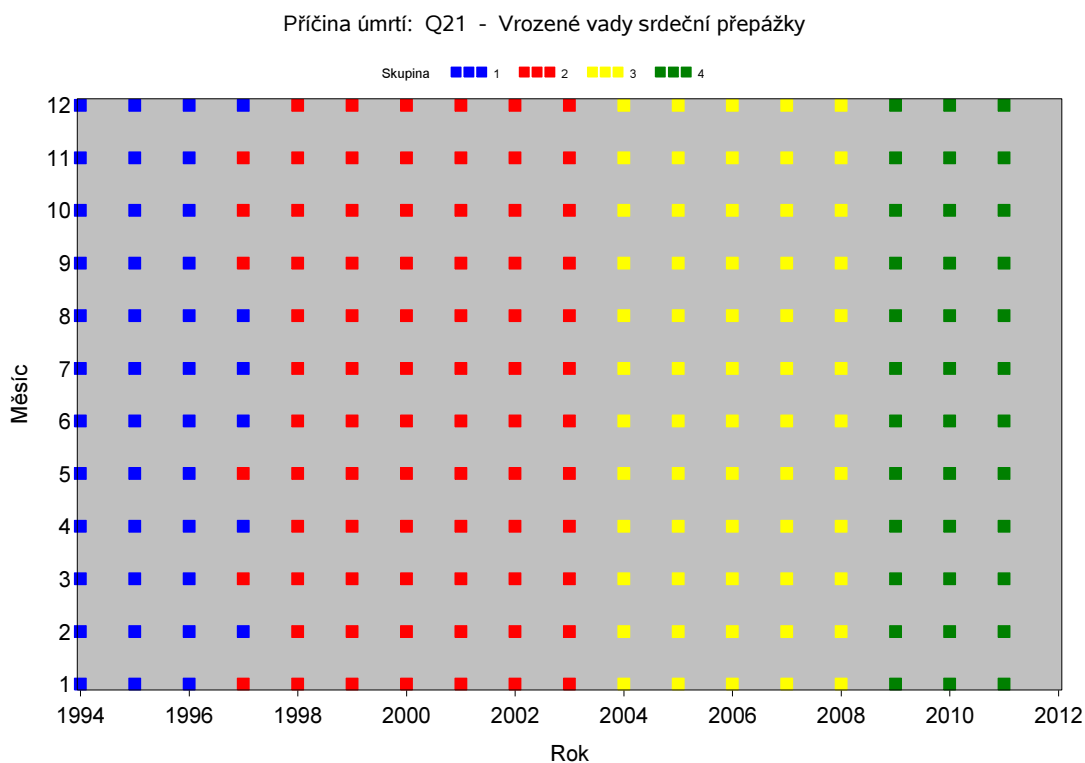 Příčina úmrtí: Q21 - Vrozené vady srdeční přepážky
Skupina 1 2 3 4
12
11
10
9
8
7
6
5
4
3
2
1
Měsíc
1994 1996 1998 2000 2002 2004 2006 2008 2010 2012
Rok